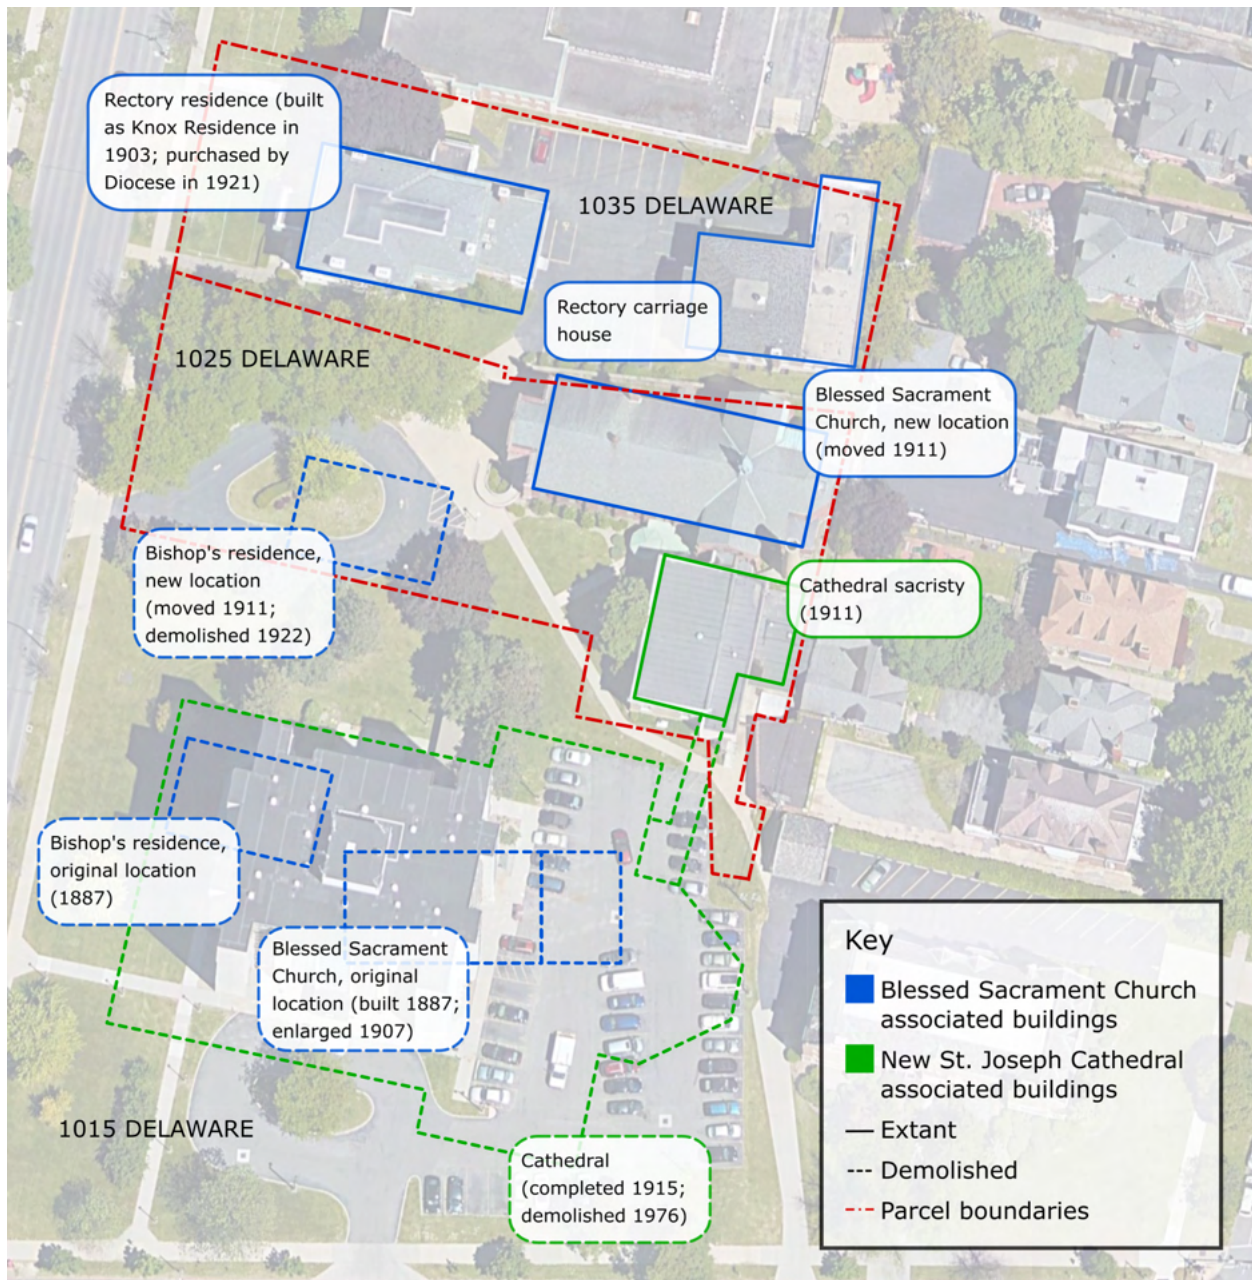 Rectory residence (built
as Knox Residence in
1903; purchased by
Diocese in 1921)
1035 DELAWARE
Rectory carriage
house
1025 DELAWARE
Blessed Sacrament
Church, new location
(moved 1911)
Bishop's residence,
new location
(moved 1911;
demolished 1922)
Cathedral sacristy
(1911)
Bishop's residence,
original location
(1887)
Blessed Sacrament
Church, original
location (built 1887;
enlarged 1907)
1015 DELAWARE
Cathedral
(completed 1915;
demolished 1976)
Key
Blessed Sacrament Church
associated buildings
New St. Joseph Cathedral
associated buildings
Extant
Demolished
Parcel boundaries